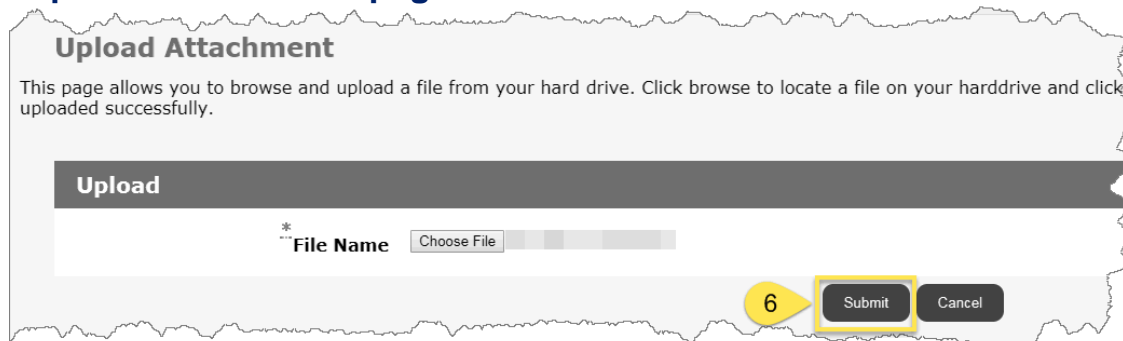 Upload Attachment
This page allows you to browse and upload a file from your hard drive. Click browse to locate a file on your harddrive and click
uploaded successfully.
Upload
*File Name Choose File
6 Submit Cancel